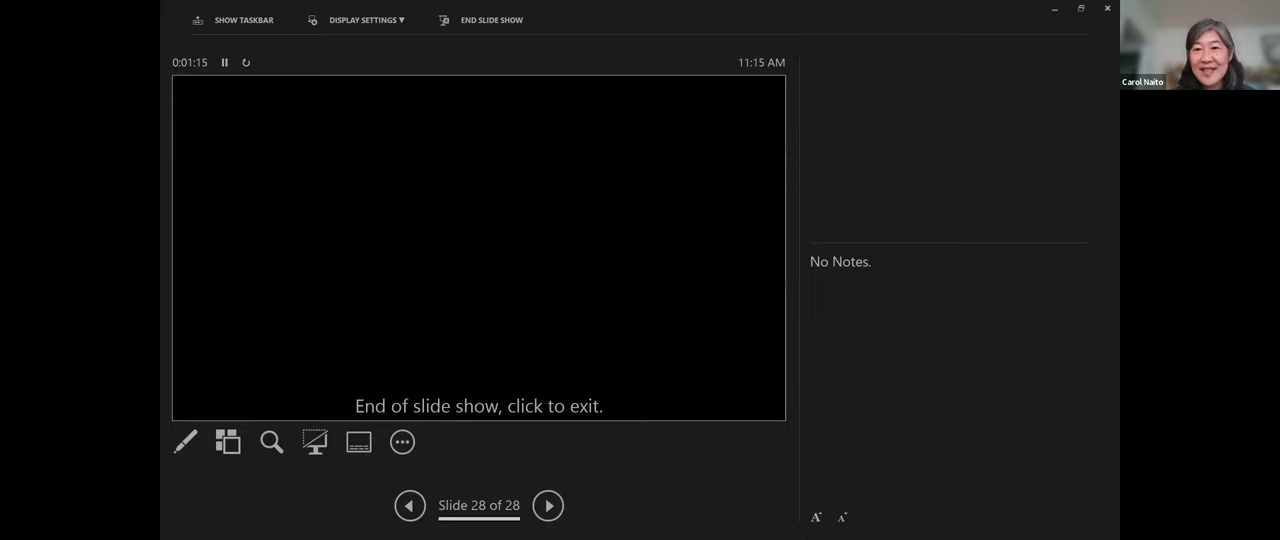 SHOW TASKBAR
DISPLAY SETTINGS ▼
END SLIDE SHOW
0:01:15
11:15 AM
Carol Naito
No Notes.
End of slide show, click to exit.
Slide 28 of 28
A
A